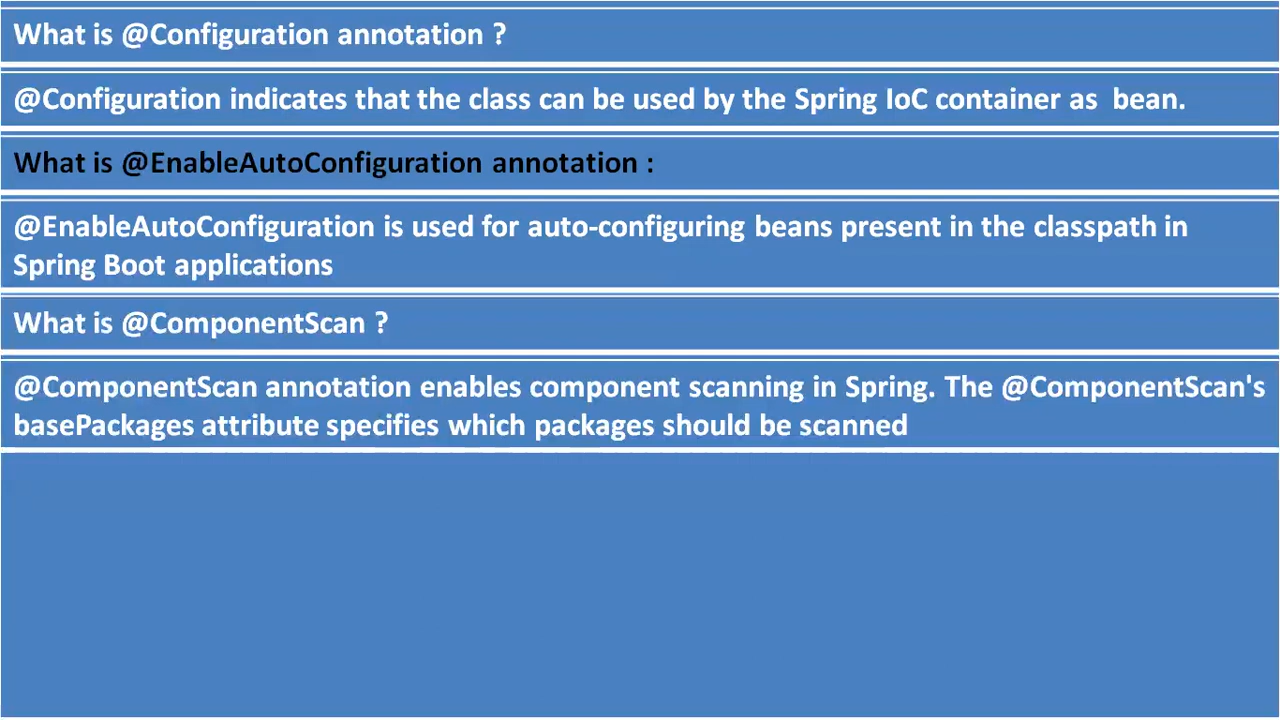 What is @Configuration annotation ?
@Configuration indicates that the class can be used by the Spring IoC container as  bean.
What is @EnableAutoConfiguration annotation :
@EnableAutoConfiguration is used for auto-configuring beans present in the classpath in
Spring Boot applications
What is @ComponentScan ?
@ComponentScan annotation enables component scanning in Spring. The @ComponentScan's
basePackages attribute specifies which packages should be scanned